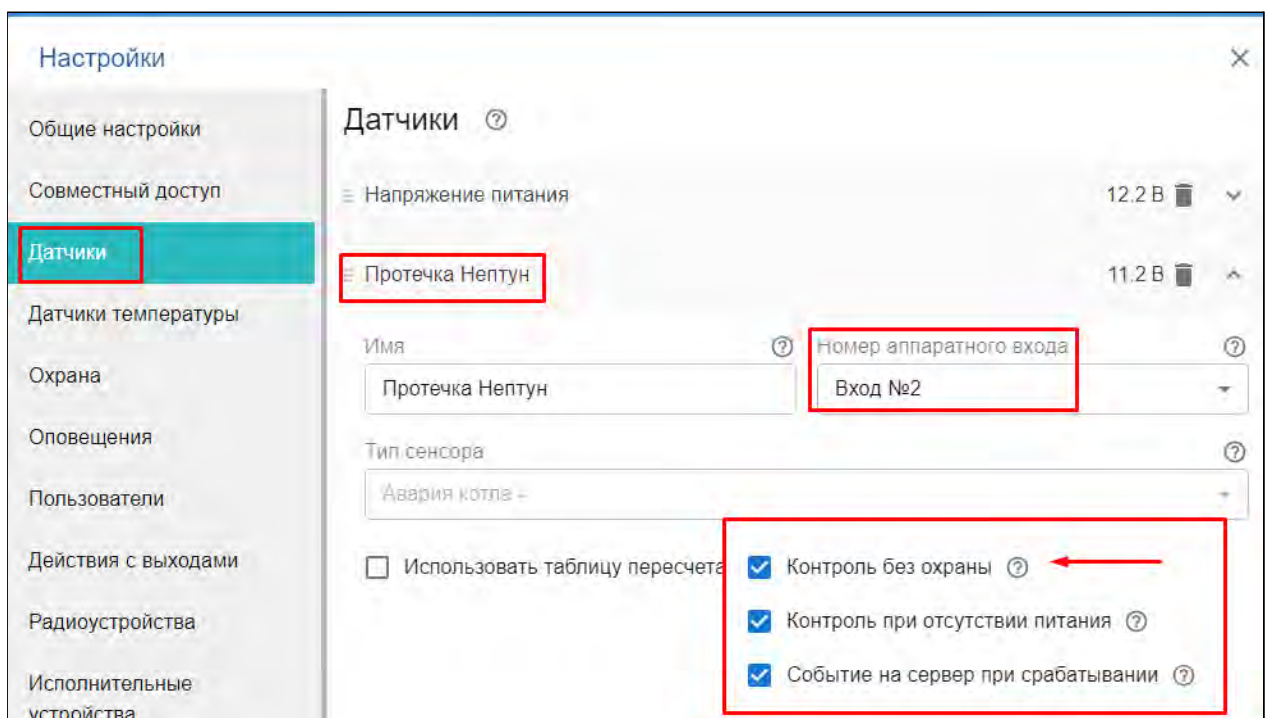 Настройки
Общие настройки
Совместный доступ
Датчики
Датчики температуры
Охрана
Оповещения
Пользователи
Действия с выходами
Радиоустройства
Исполнительные
устройства
Датчики
Напряжение питания 12.2 В
Протечка Нептун 11.2 В
Имя
Протечка Нептун
Номер аппаратного входа
Вход №2
Тип сенсора
Авария котла -
Использовать таблицу пересчета
Контроль без охраны
Контроль при отсутствии питания
Событие на сервер при срабатывании